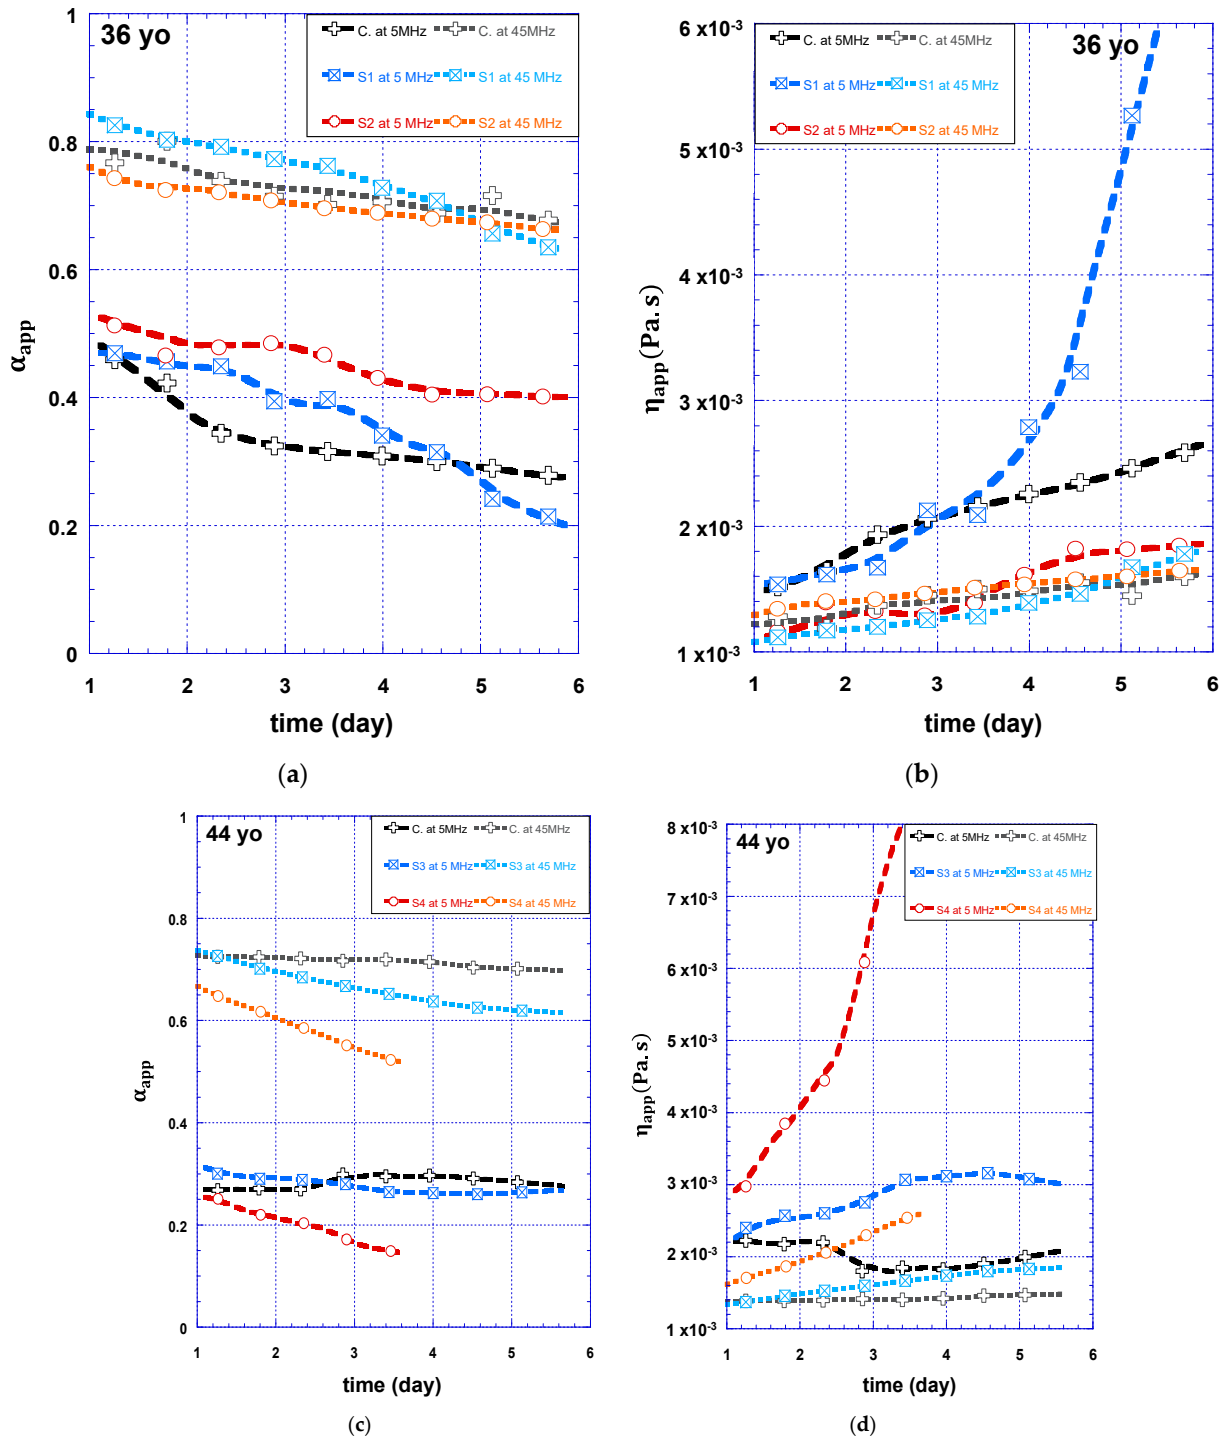 36 yo
C. at 5MHz
C. at 45MHz
S1 at 5 MHz
S1 at 45 MHz
S2 at 5 MHz
S2 at 45 MHz
1
0.8
0.6
0.4
0.2
0
αapp
1 2 3 4 5 6
time (day)
(a)
36 yo
C. at 5MHz
C. at 45MHz
S1 at 5 MHz
S1 at 45 MHz
S2 at 5 MHz
S2 at 45 MHz
6 x10-3
5 x10-3
4 x10-3
3 x10-3
2 x10-3
1 x10-3
ηapp(Pa.s)
1 2 3 4 5 6
time (day)
(b)
44 yo
C. at 5MHz
C. at 45MHz
S3 at 5 MHz
S3 at 45 MHz
S4 at 5 MHz
S4 at 45 MHz
1
0.8
0.6
0.4
0.2
0
αapp
1 2 3 4 5 6
time (day)
(c)
44 yo
C. at 5MHz
C. at 45MHz
S3 at 5 MHz
S3 at 45 MHz
S4 at 5 MHz
S4 at 45 MHz
8 x10-3
7 x10-3
6 x10-3
5 x10-3
4 x10-3
3 x10-3
2 x10-3
1 x10-3
ηapp(Pa.s)
1 2 3 4 5 6
time (day)
(d)